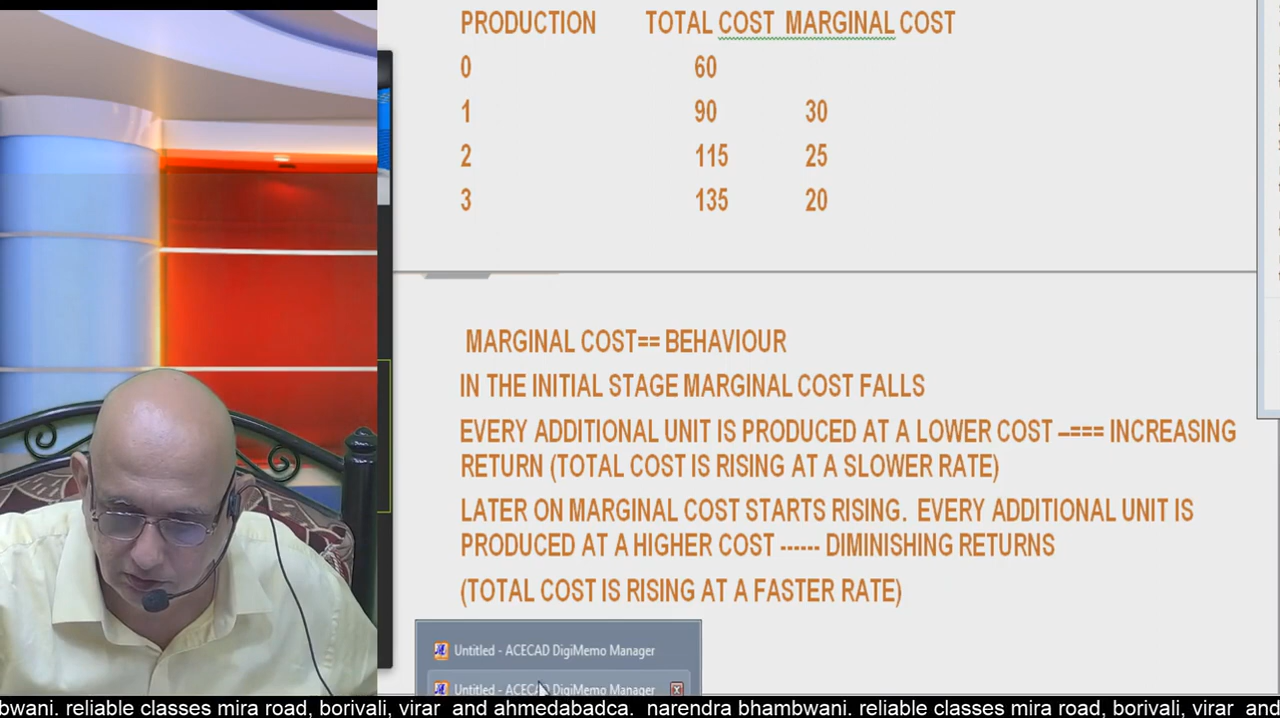 PRODUCTION TOTAL COST MARGINAL COST
0 60
1 90 30
2 115 25
3 135 20
MARGINAL COST== BEHAVIOUR
IN THE INITIAL STAGE MARGINAL COST FALLS
EVERY ADDITIONAL UNIT IS PRODUCED AT A LOWER COST –=== INCREASING
RETURN (TOTAL COST IS RISING AT A SLOWER RATE)
LATER ON MARGINAL COST STARTS RISING. EVERY ADDITIONAL UNIT IS
PRODUCED AT A HIGHER COST ------ DIMINISHING RETURNS
(TOTAL COST IS RISING AT A FASTER RATE)
Untitled - ACECAD DigiMemo Manager
Untitled - ACECAD DigiMemo Manager
bwani. reliable classes mira road, borivali, virar and ahmedabadca. narendra bhambwani. reliable classes mira road, borivali, virar and